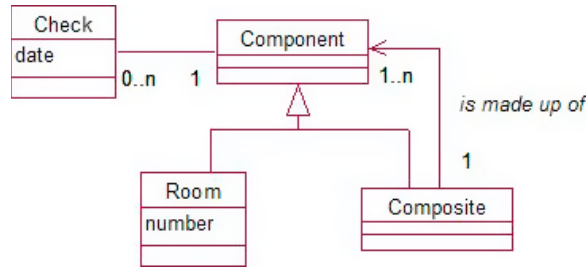 Check
date
0..n
1
Component
1..n
is made up of
1
Room
number
Composite